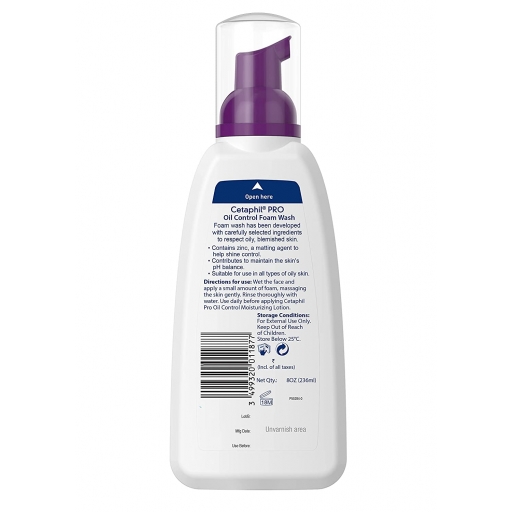 Open here
Cetaphil® PRO
Oil Control Foam Wash
Foam wash has been developed
with carefully selected ingredients
to respect oily, blemished skin.
• Contains zinc, a matting agent to
help shine control.
• Contributes to maintain the skin's
pH balance.
• Suitable for use in all types of oily skin.
Directions for use: Wet the face and
apply a small amount of foam, massaging
the skin gently. Rinse thoroughly with
water. Use daily before applying Cetaphil
Pro Oil Control Moisturizing Lotion.
Storage Conditions:
For External Use Only.
Keep Out of Reach
of Children.
Store Below 25°C.
₹
(Incl. of all taxes)
Net Qty.: 8OZ (236ml)
3 499320 011877
18M
Lot/E:
Mfg Date:
Use Before:
Unvarnish area